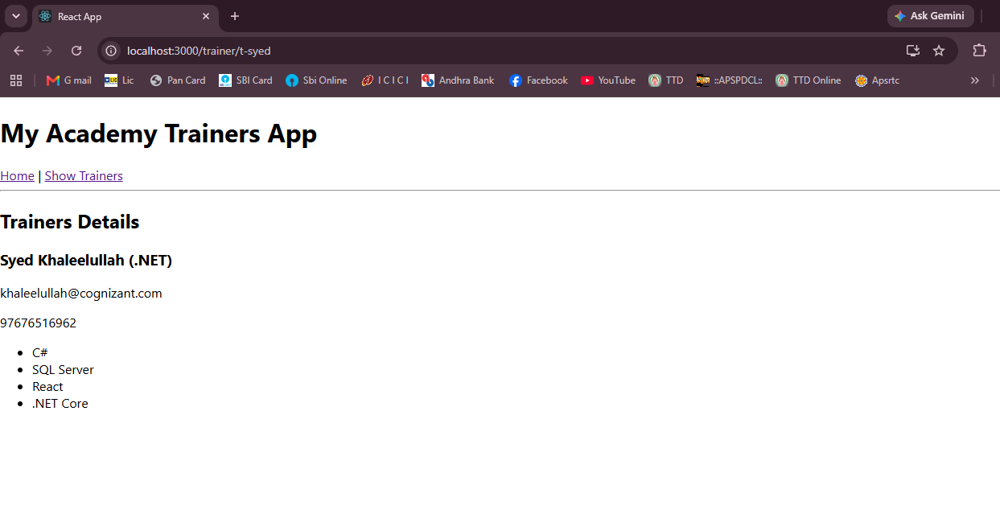 React App
Ask Gemini
localhost:3000/trainer/t-syed
G mail Lic Pan Card SBI Card Sbi Online I C I C I Andhra Bank Facebook YouTube TTD ::APSPDCL:: TTD Online Apsrtc
My Academy Trainers App
Home | Show Trainers
Trainers Details
Syed Khaleelullah (.NET)
khaleelullah@cognizant.com
97676516962
C#
SQL Server
React
.NET Core